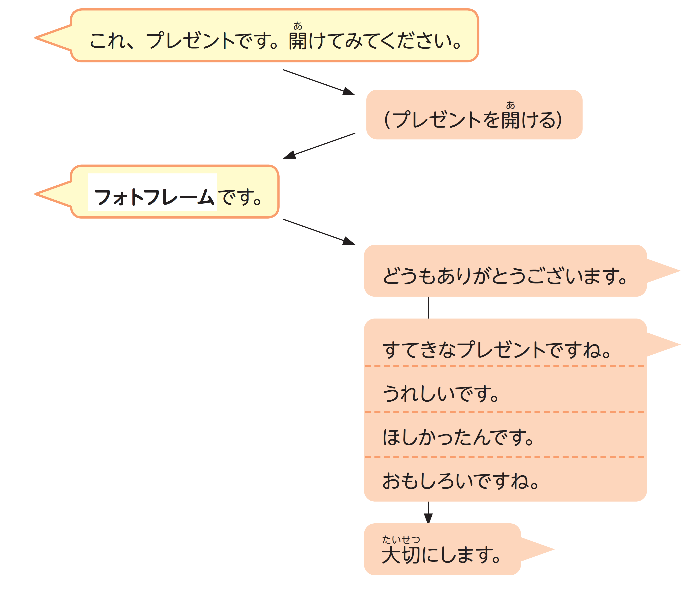 これ、プレゼントです。開けてみてください。
(プレゼントを開ける)
フォトフレームです。
どうもありがとうございます。
すてきなプレゼントですね。
うれしいです。
ほしかったんです。
おもしろいですね。
大切にします。